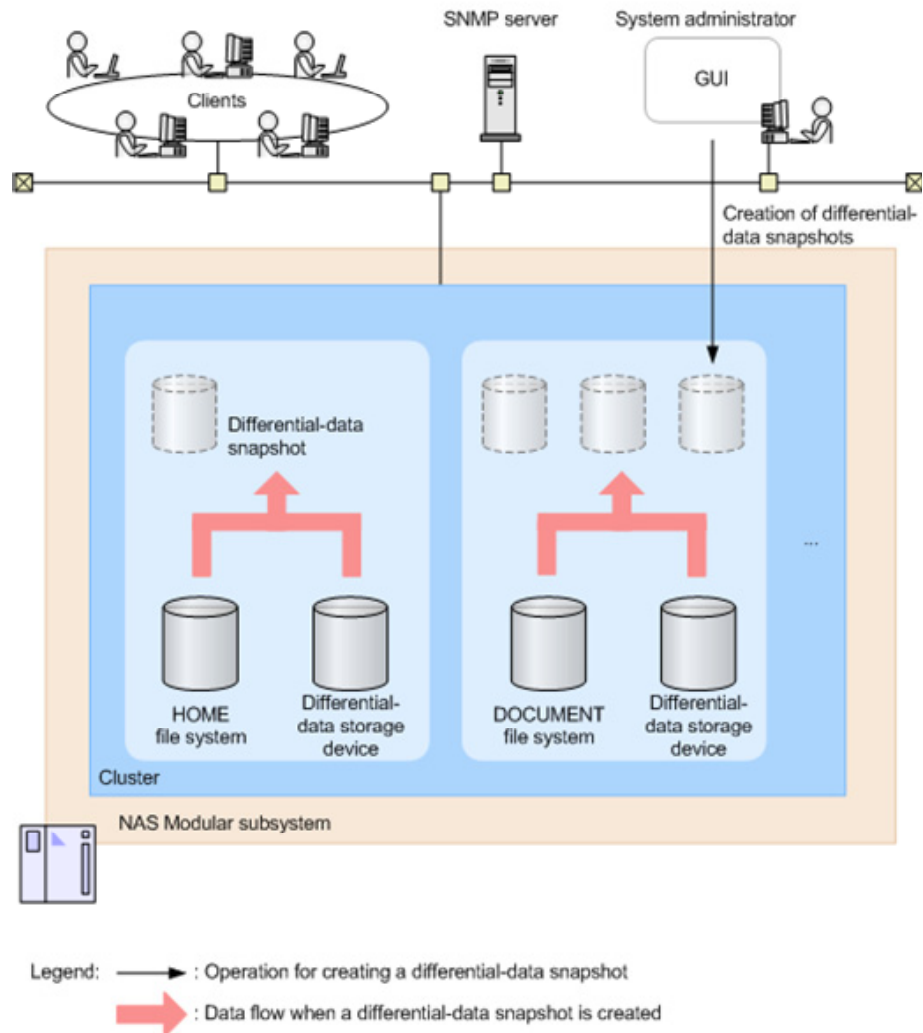 SNMP server
System administrator
GUI
Clients
Creation of differential-
data snapshots
Differential-data
snapshot
...
HOME
file system
Differential-
data storage
device
DOCUMENT
file system
Differential-
data storage
device
Cluster
NAS Modular subsystem
Legend:
: Operation for creating a differential-data snapshot
: Data flow when a differential-data snapshot is created